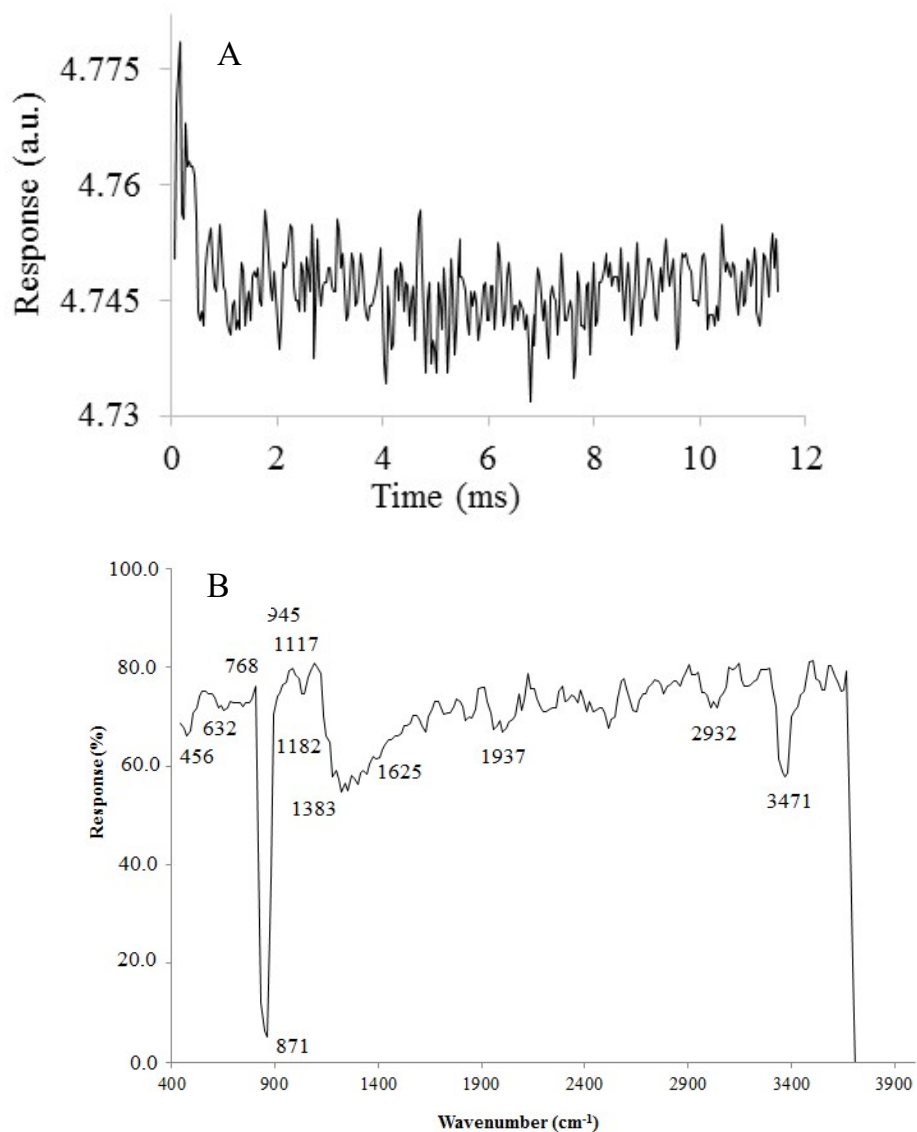 A
4.775
4.76
4.745
4.73
Response (a.u.)
0 2 4 6 8 10 12
Time (ms)
B
100.0
80.0
60.0
40.0
20.0
0.0
Response (%)
945
1117
768
632
456
1182
1625
1937
2932
1383
3471
871
400 900 1400 1900 2400 2900 3400 3900
Wavenumber (cm⁻¹)